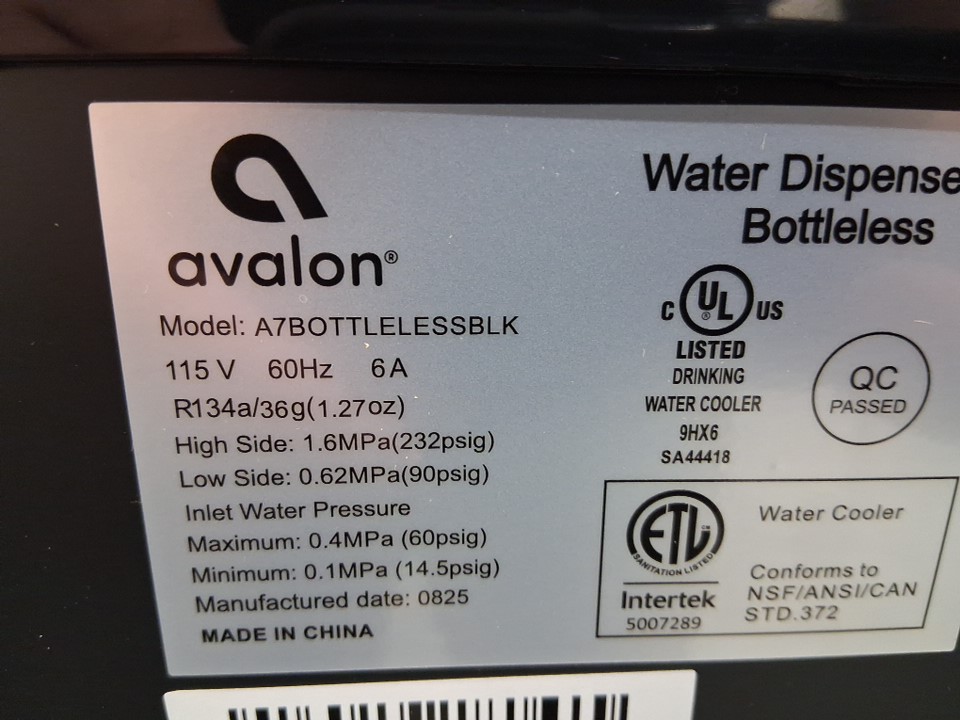 avalon®
Model: A7BOTTLELESSBLK
115 V 60Hz 6A
R134a/36g(1.27oz)
High Side: 1.6MPa(232psig)
Low Side: 0.62MPa(90psig)
Inlet Water Pressure
Maximum: 0.4MPa (60psig)
Minimum: 0.1MPa (14.5psig)
Manufactured date: 0825
MADE IN CHINA
Water Dispense
Bottleless
C UL® US
LISTED
DRINKING
WATER COOLER
9HX6
SA44418
QC
PASSED
ETL CM
SANITATION LISTED
Intertek
5007289
Water Cooler
Conforms to
NSF/ANSI/CAN
STD.372